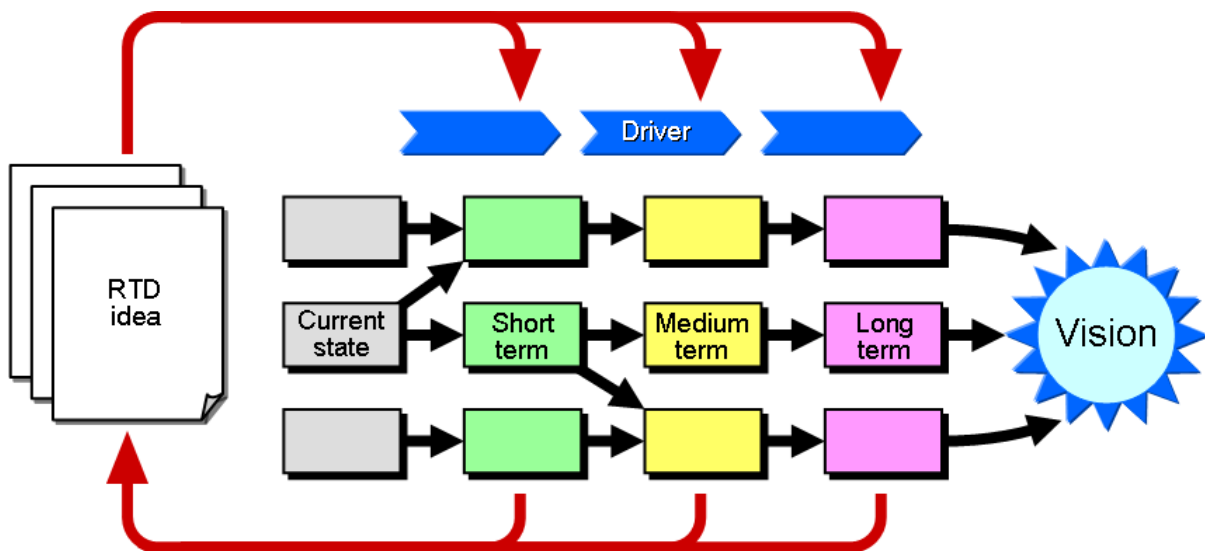 Driver
RTD
idea
Current
state
Short
term
Medium
term
Long
term
Vision